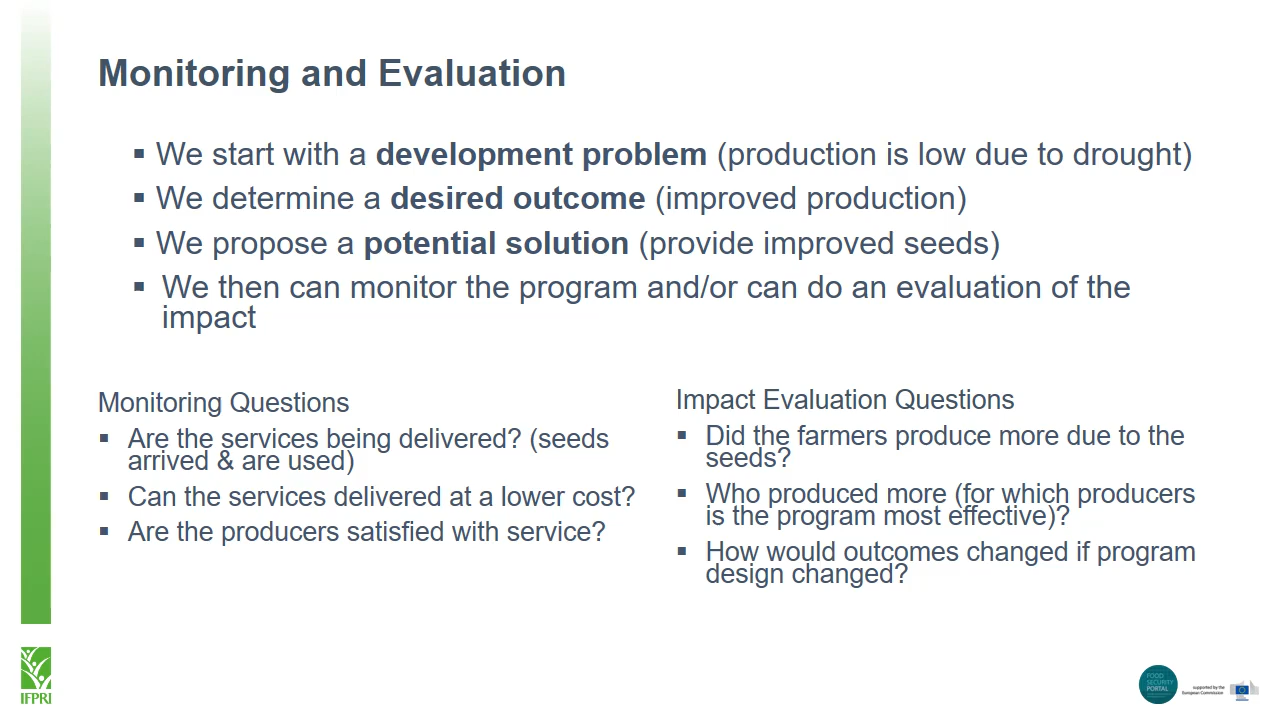 Monitoring and Evaluation
▪ We start with a development problem (production is low due to drought)
▪ We determine a desired outcome (improved production)
▪ We propose a potential solution (provide improved seeds)
▪ We then can monitor the program and/or can do an evaluation of the
impact
Monitoring Questions
▪ Are the services being delivered? (seeds
arrived & are used)
▪ Can the services delivered at a lower cost?
▪ Are the producers satisfied with service?
Impact Evaluation Questions
▪ Did the farmers produce more due to the
seeds?
▪ Who produced more (for which producers
is the program most effective)?
▪ How would outcomes changed if program
design changed?
IFPRI
FOOD
SECURITY
PORTAL
supported by the
European Commission